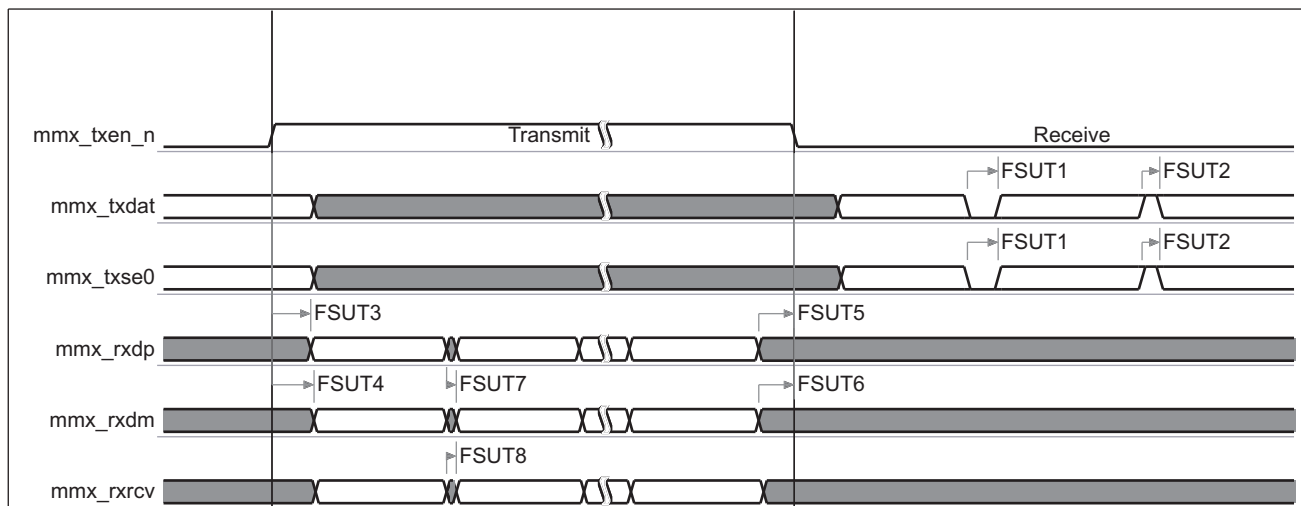 mmx_txen_n Transmit Receive
FSUT1 FSUT2
mmx_txdat
FSUT1 FSUT2
mmx_txse0
FSUT3 FSUT5
mmx_rxdp
FSUT4 FSUT7 FSUT6
mmx_rxdm
FSUT8
mmx_rxrcv